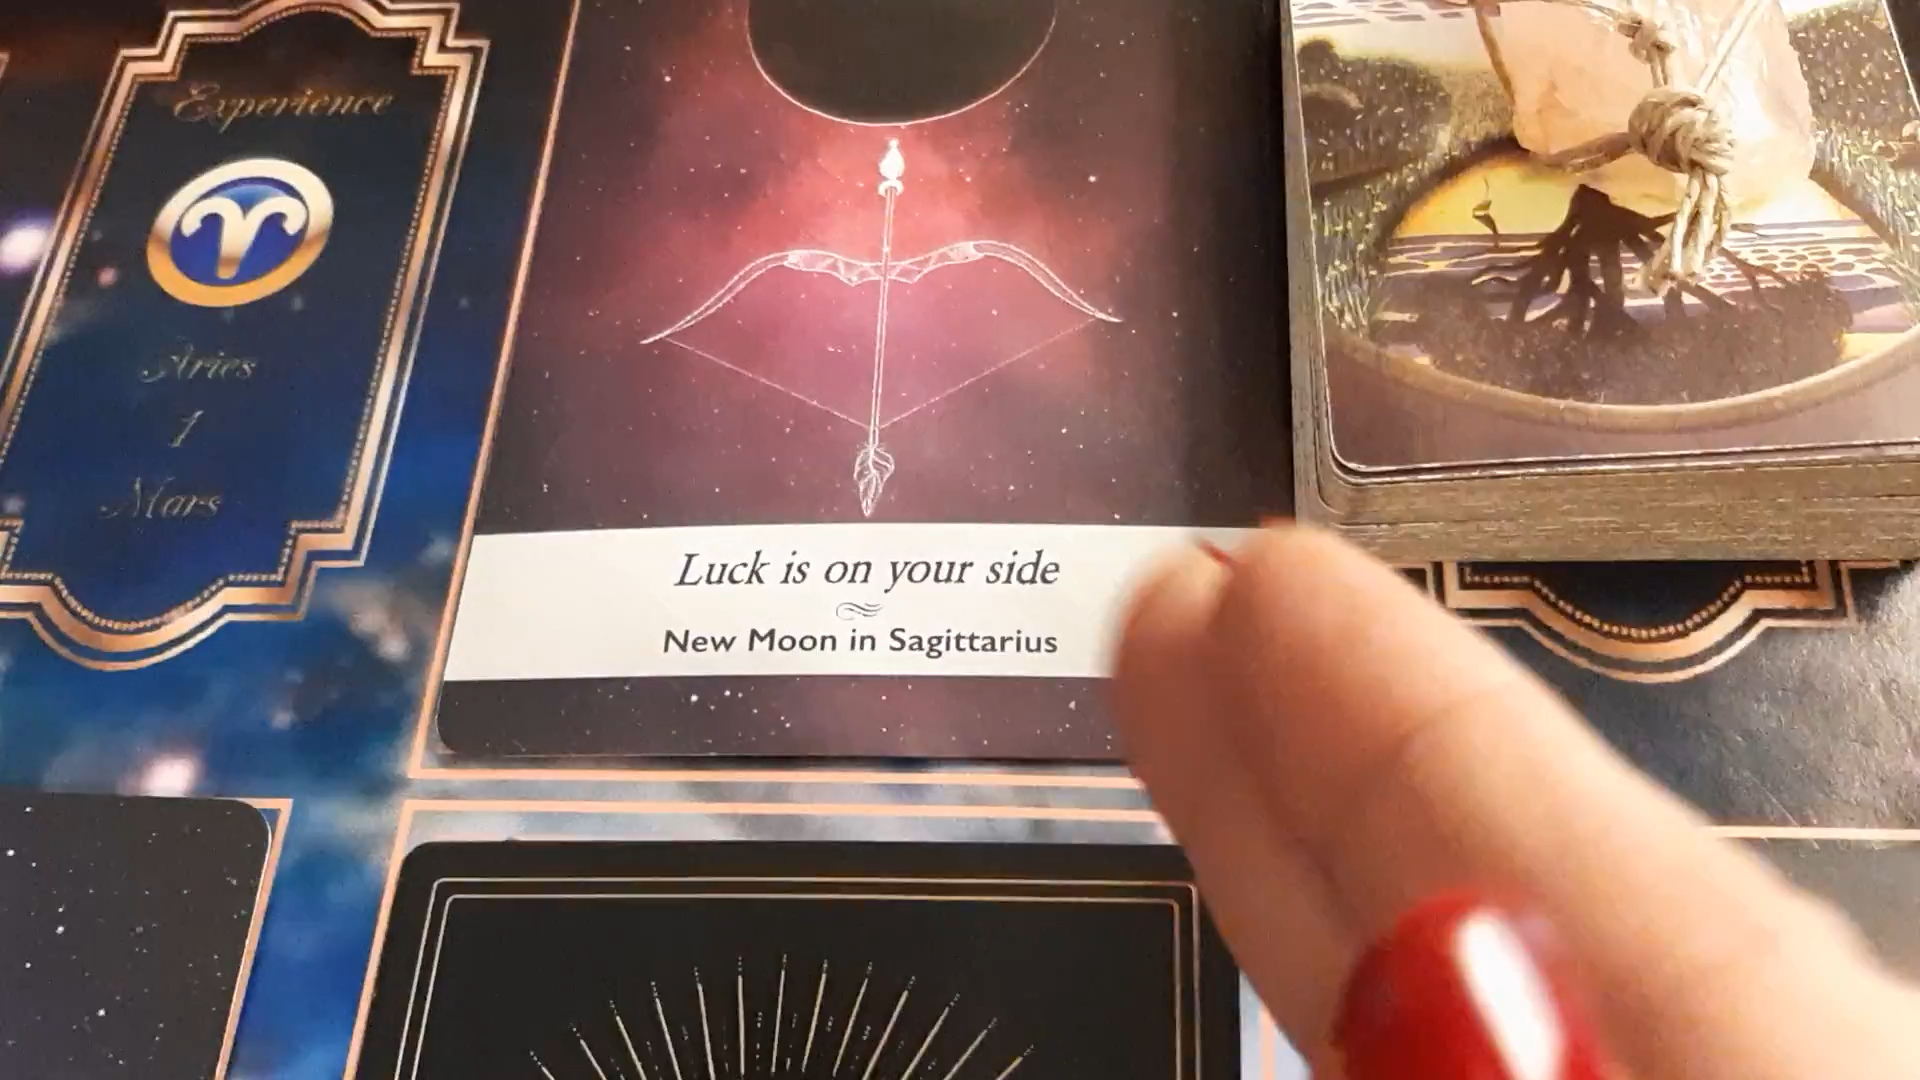 Experience
Aries
1
Mars
Luck is on your side
New Moon in Sagittarius